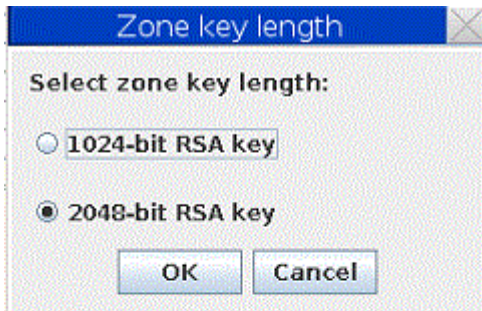 Zone key length
Select zone key length:
1024-bit RSA key
2048-bit RSA key
OK Cancel